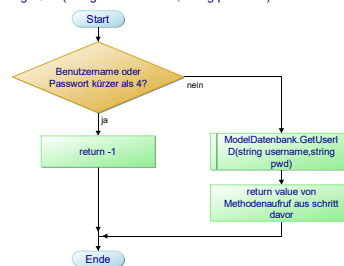 Start
Benutzername oder
Passwort kürzer als 4?
nein
ja
return -1
ModelDatenbank.GetUserI
D(string username,string
pwd)
return value von
Methodenaufruf aus schritt
davor
Ende